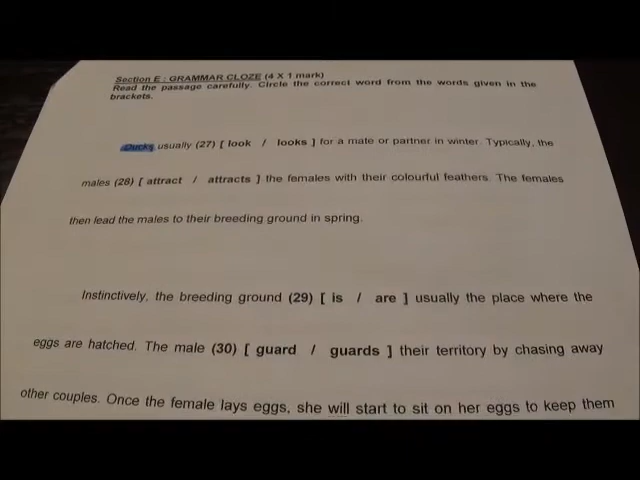 Section E : GRAMMAR CLOZE (4 X 1 mark)
Read the passage carefully. Circle the correct word from the words given in the
brackets.
Ducks usually (27) [ look / looks ] for a mate or partner in winter. Typically, the
males (28) [ attract / attracts ] the females with their colourful feathers. The females
then lead the males to their breeding ground in spring.
Instinctively, the breeding ground (29) [ is / are ] usually the place where the
eggs are hatched. The male (30) [ guard / guards ] their territory by chasing away
other couples. Once the female lays eggs, she will start to sit on her eggs to keep them